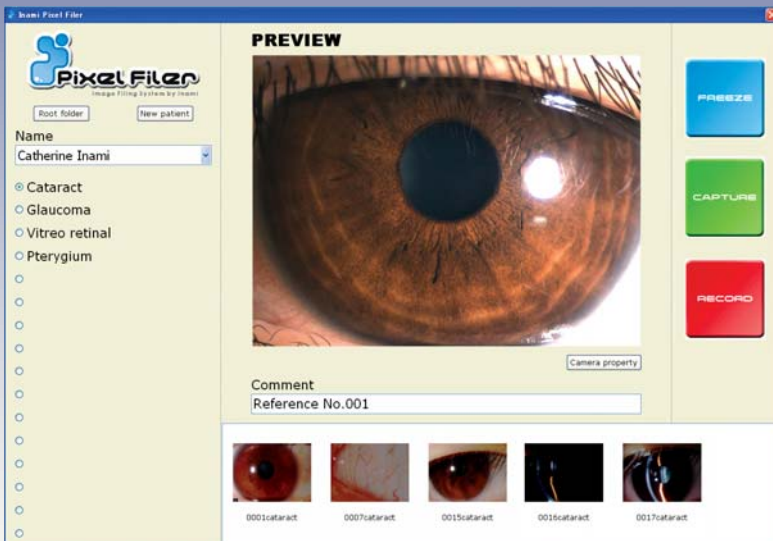 Inami Pixel Filer
Pixel Filer
Image Filing System by Inami
Root folder
New patient
Name
Catherine Inami
Cataract
Glaucoma
Vitreo retinal
Pterygium
PREVIEW
Camera property
Comment
Reference No.001
FREEZE
CAPTURE
RECORD
0001cataract
0007cataract
0015cataract
0016cataract
0017cataract